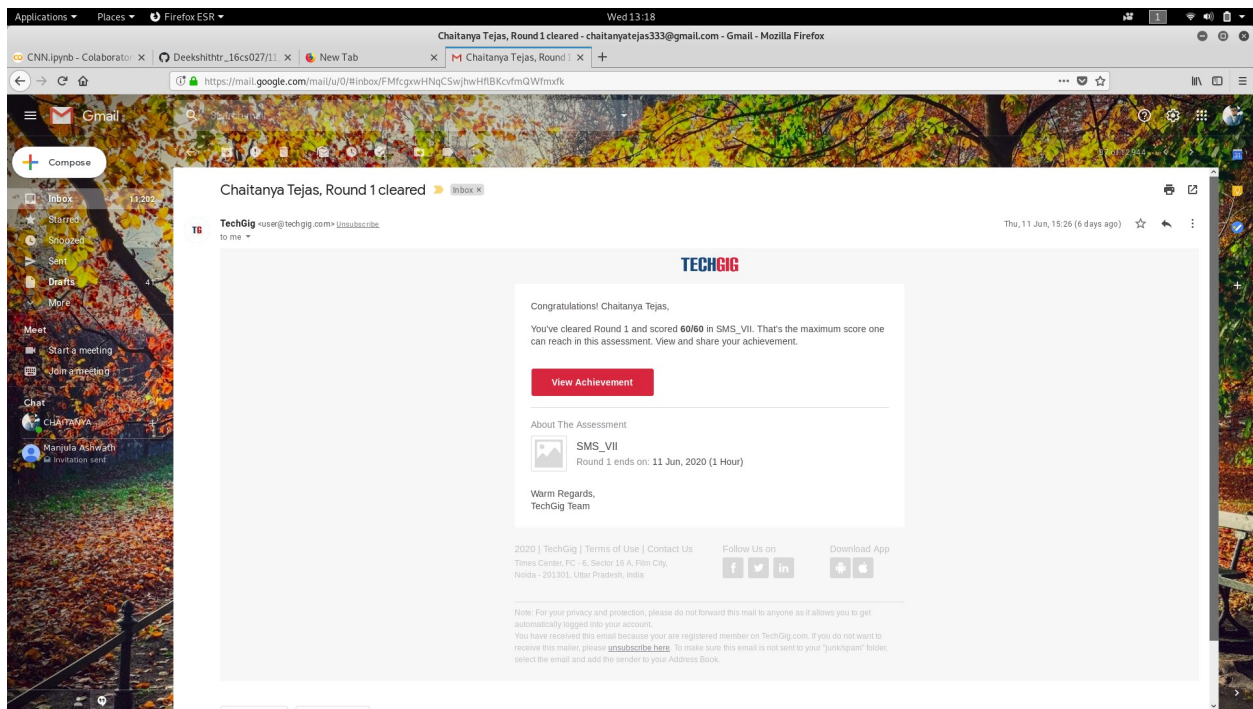 Applications Places Firefox ESR Wed 13:18 1
Chaitanya Tejas, Round 1 cleared - chaitanyatejas333@gmail.com - Gmail - Mozilla Firefox
CNN.ipynb - Colaborator Deekshithtr_16cs027/11 New Tab Chaitanya Tejas, Round 1
https://mail.google.com/mail/u/0/#inbox/FMfcgxwHNqCSwjhwHflBKcvfmQWfmxfk
Gmail
Search mail
Compose
97 of 12,944
Inbox 11,202
Starred
Snoozed
Sent
Drafts 41
More
Meet
Start a meeting
Join a meeting
Chat
CHAITANYA
Manjula Ashwath
Invitation sent
Chaitanya Tejas, Round 1 cleared Inbox x
TG
TechGig <user@techgig.com> Unsubscribe Thu, 11 Jun, 15:26 (6 days ago)
to me
TECHGIG
Congratulations! Chaitanya Tejas,
You've cleared Round 1 and scored 60/60 in SMS_VII. That's the maximum score one
can reach in this assessment. View and share your achievement.
View Achievement
About The Assessment
SMS_VII
Round 1 ends on: 11 Jun, 2020 (1 Hour)
Warm Regards,
TechGig Team
2020 | TechGig | Terms of Use | Contact Us
Times Center, FC - 6, Sector 16 A, Film City,
Noida - 201301, Uttar Pradesh, India
Follow Us on
Download App
Note: For your privacy and protection, please do not forward this mail to anyone as it allows you to get
automatically logged into your account.
You have received this email because your are registered member on TechGig.com. If you do not want to
receive this mailer, please unsubscribe here. To make sure this email is not sent to your "junk/spam" folder,
select the email and add the sender to your Address Book.